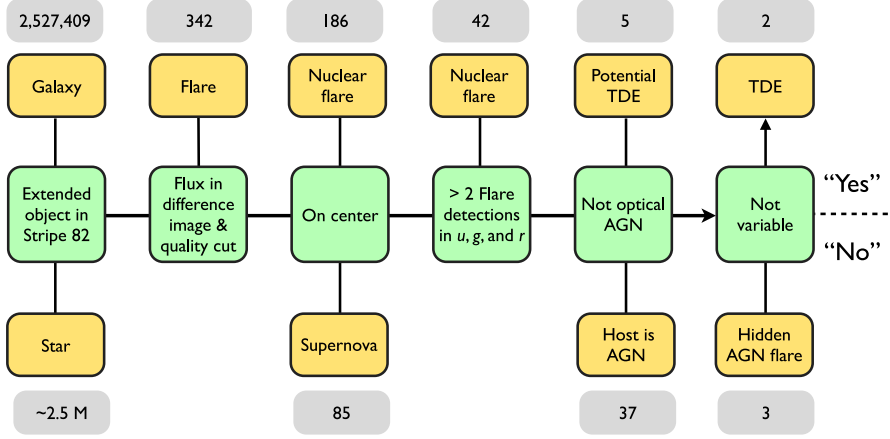 2,527,409
342
186
42
5
2
Galaxy
Flare
Nuclear
flare
Nuclear
flare
Potential
TDE
TDE
Extended
object in
Stripe 82
Flux in
difference
image &
quality cut
On center
> 2 Flare
detections
in u, g, and r
Not optical
AGN
Not
variable
“Yes”
“No”
Star
Supernova
Host is
AGN
Hidden
AGN flare
~2.5 M
85
37
3